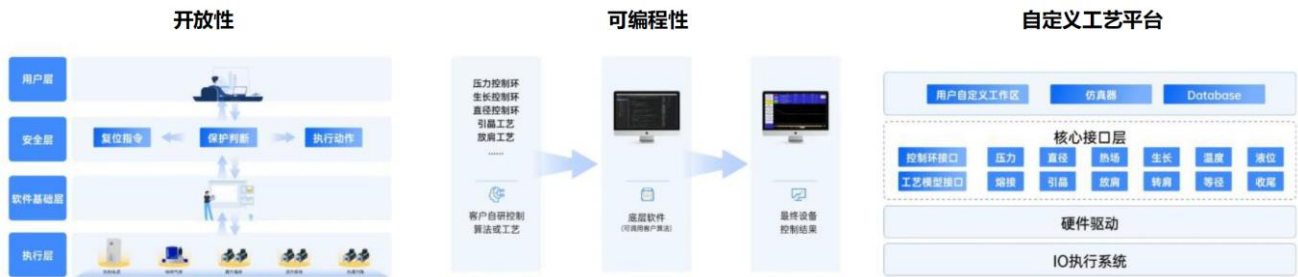 开放性
用户层
安全层
复位指令
保护判断
执行动作
软件基础层
执行层
可编程性
压力控制环
生长控制环
直径控制环
引晶工艺
放肩工艺
……
客户自研控制
算法或工艺
底层软件
(可调用客户算法)
最终设备
控制结果
自定义工艺平台
用户自定义工作区
仿真器
Database
核心接口层
控制环接口
压力
直径
热场
生长
温度
液位
工艺模型接口
熔接
引晶
放肩
转肩
等径
收尾
硬件驱动
IO执行系统